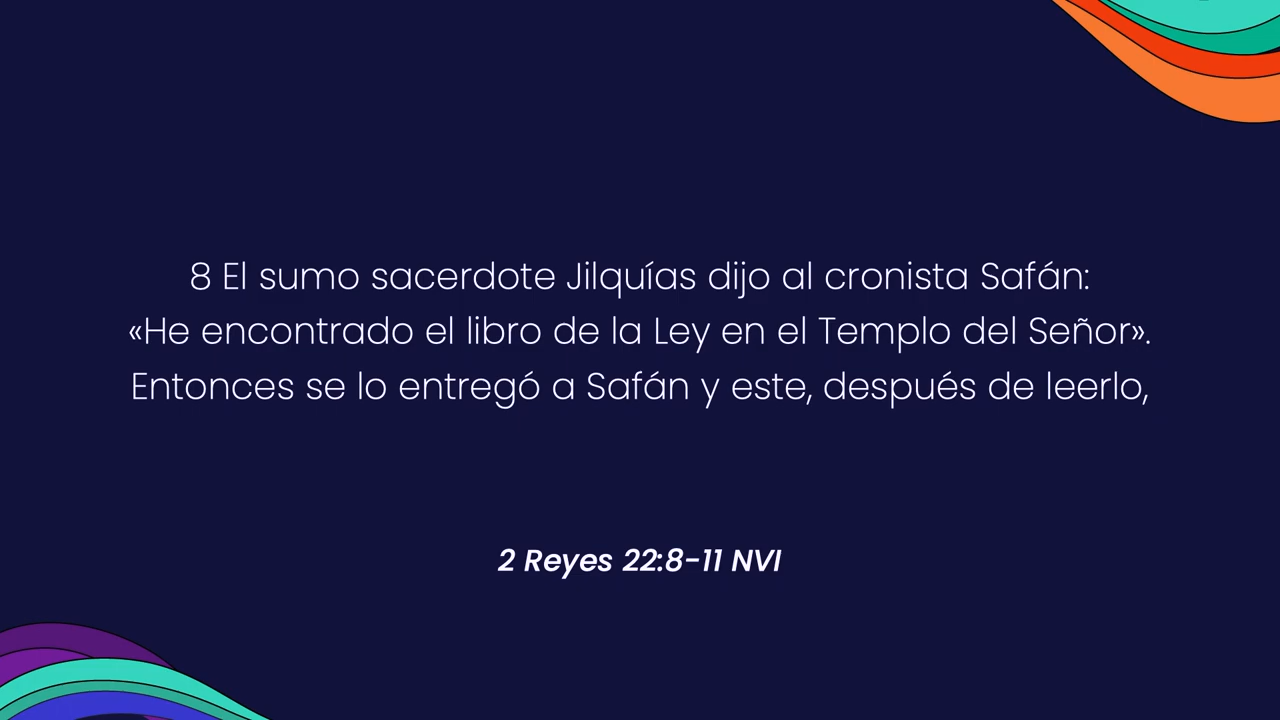 8 El sumo sacerdote Jilquías dijo al cronista Safán:
«He encontrado el libro de la Ley en el Templo del Señor».
Entonces se lo entregó a Safán y este, después de leerlo,
2 Reyes 22:8-11 NVI